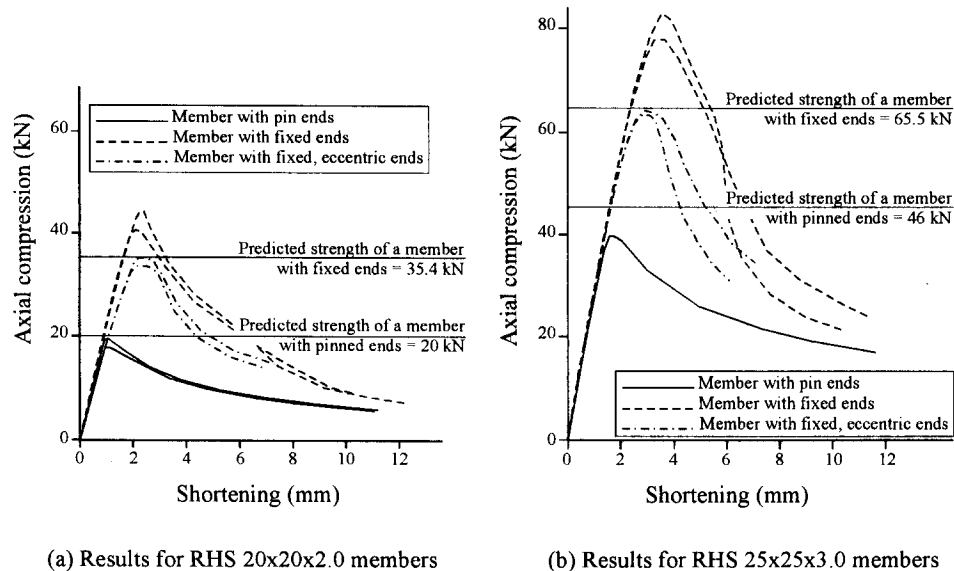 Axial compression (kN)
60
40
20
0
Member with pin ends
Member with fixed ends
Member with fixed, eccentric ends
Predicted strength of a member
with fixed ends = 35.4 kN
Predicted strength of a member
with pinned ends = 20 kN
0 2 4 6 8 10 12
Shortening (mm)
(a) Results for RHS 20x20x2.0 members
Axial compression (kN)
80
60
40
20
0
Predicted strength of a member
with fixed ends = 65.5 kN
Predicted strength of a member
with pinned ends = 46 kN
Member with pin ends
Member with fixed ends
Member with fixed, eccentric ends
0 2 4 6 8 10 12
Shortening (mm)
(b) Results for RHS 25x25x3.0 members